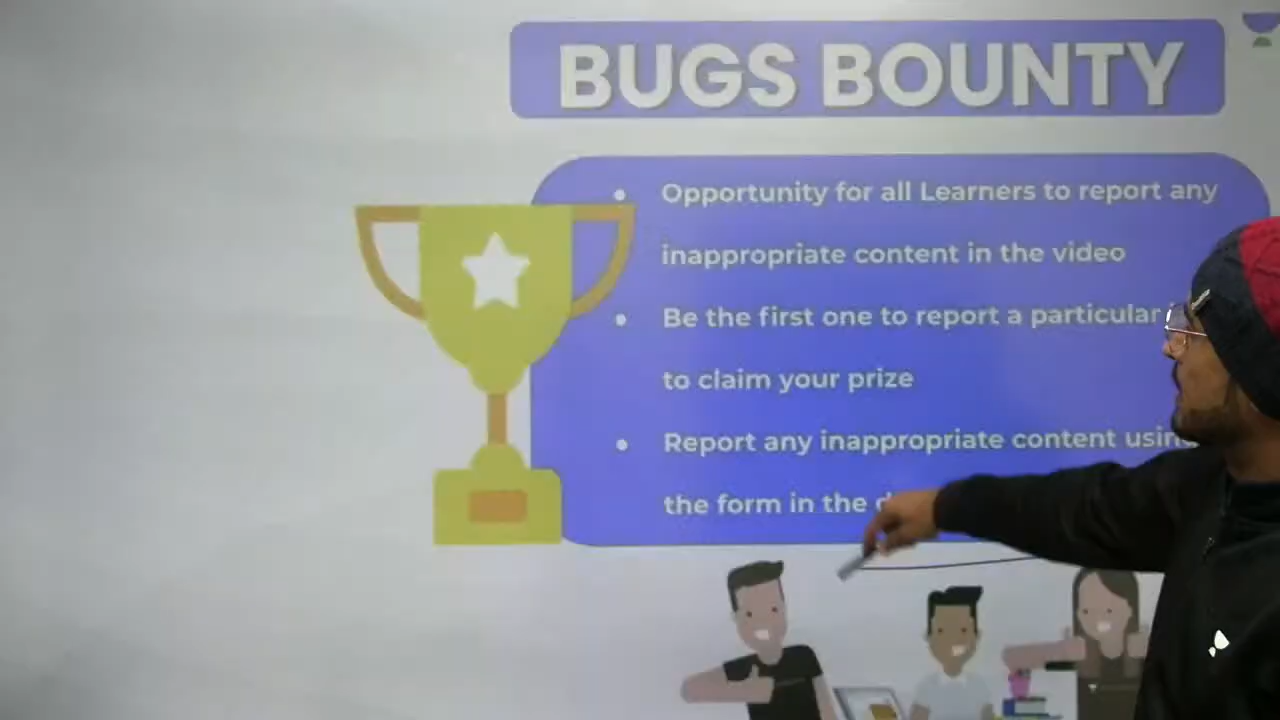 BUGS BOUNTY
Opportunity for all Learners to report any
inappropriate content in the video
Be the first one to report a particular
to claim your prize
Report any inappropriate content using
the form in the